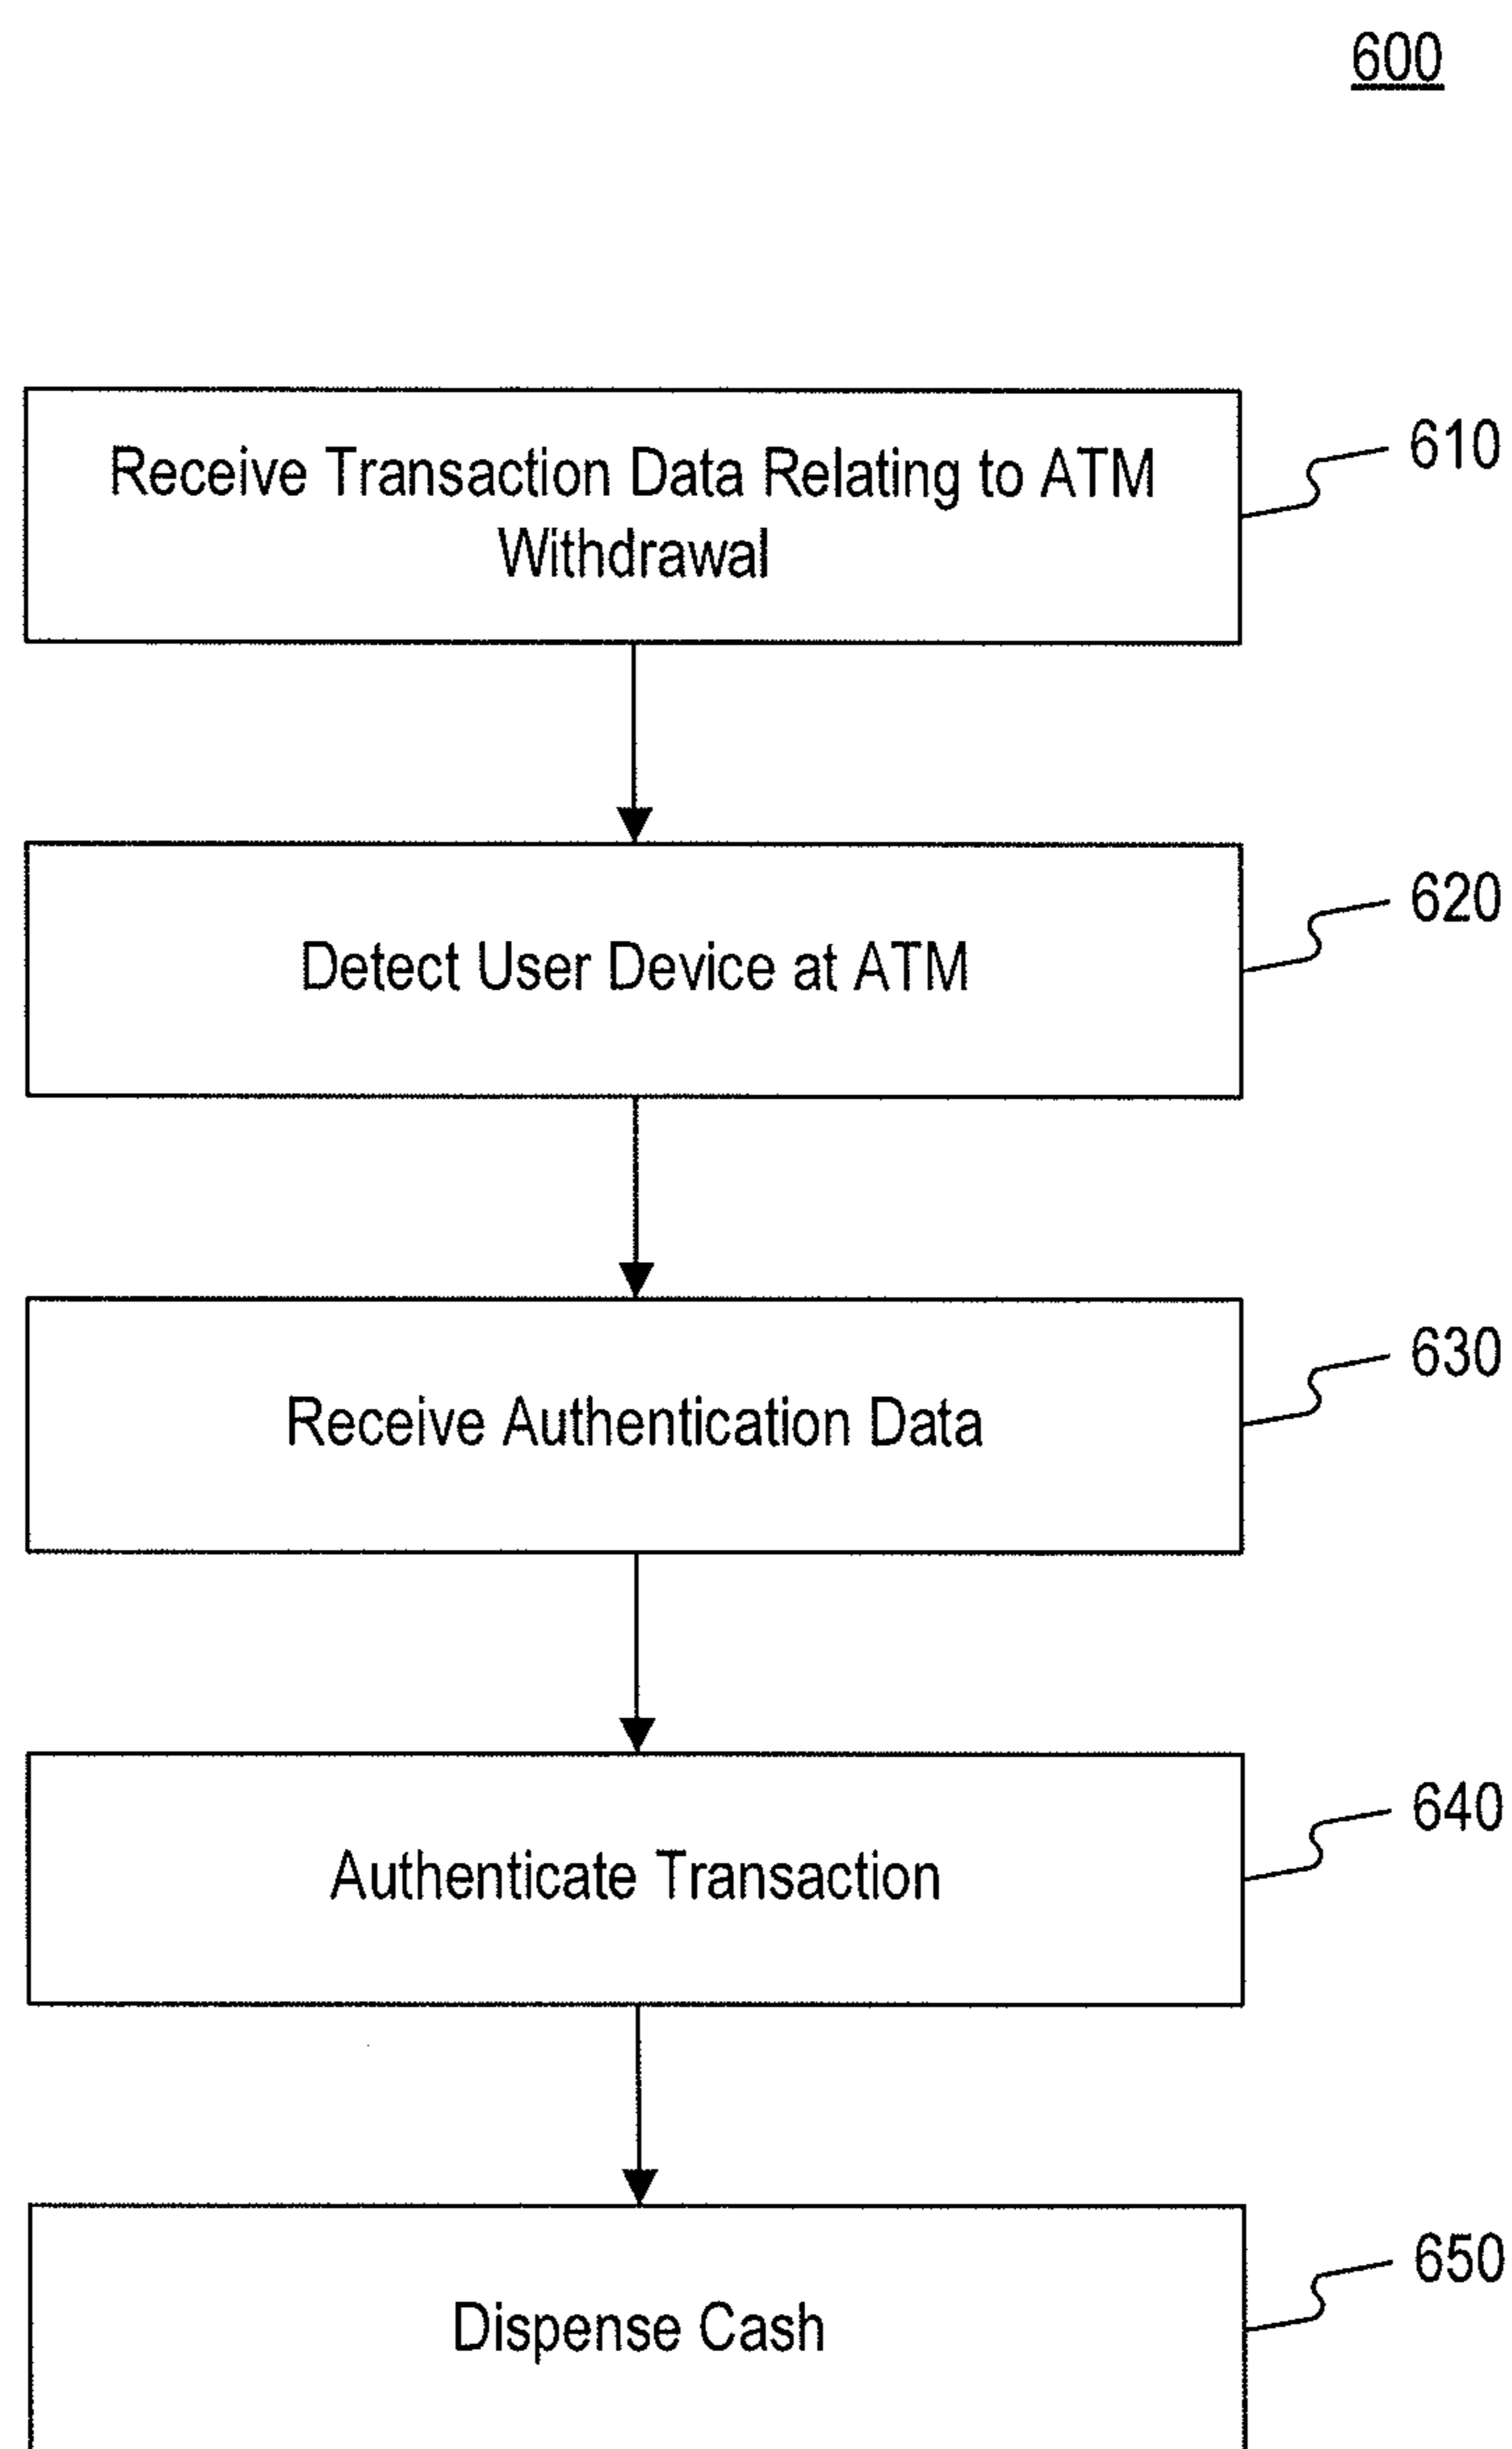 600
Receive Transaction Data Relating to ATM
Withdrawal
610
Detect User Device at ATM
620
Receive Authentication Data
630
Authenticate Transaction
640
Dispense Cash
650